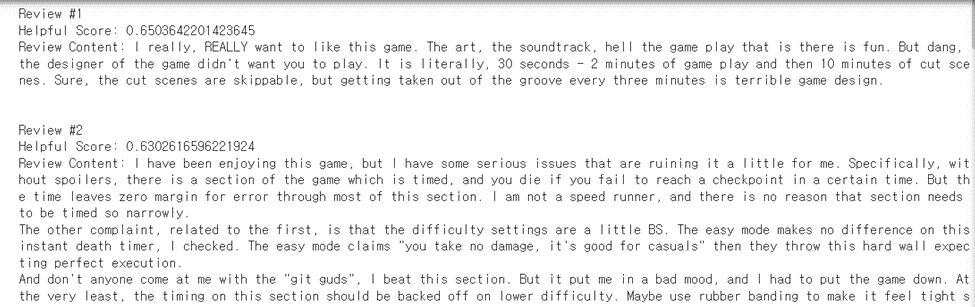 Review #1
Helpful Score: 0.6503642201423645
Review Content: I really, REALLY want to like this game. The art, the soundtrack, hell the game play that is there is fun. But dang,
the designer of the game didn't want you to play. It is literally, 30 seconds - 2 minutes of game play and then 10 minutes of cut sce
nes. Sure, the cut scenes are skippable, but getting taken out of the groove every three minutes is terrible game design.
Review #2
Helpful Score: 0.6302616596221924
Review Content: I have been enjoying this game, but I have some serious issues that are ruining it a little for me. Specifically, wit
hout spoilers, there is a section of the game which is timed, and you die if you fail to reach a checkpoint in a certain time. But th
e time leaves zero margin for error through most of this section. I am not a speed runner, and there is no reason that section needs
to be timed so narrowly.
The other complaint, related to the first, is that the difficulty settings are a little BS. The easy mode makes no difference on this
instant death timer, I checked. The easy mode claims "you take no damage, it's good for casuals" then they throw this hard wall expec
ting perfect execution.
And don't anyone come at me with the "git guds", I beat this section. But it put me in a bad mood, and I had to put the game down. At
the very least, the timing on this section should be backed off on lower difficulty. Maybe use rubber banding to make it feel tight s